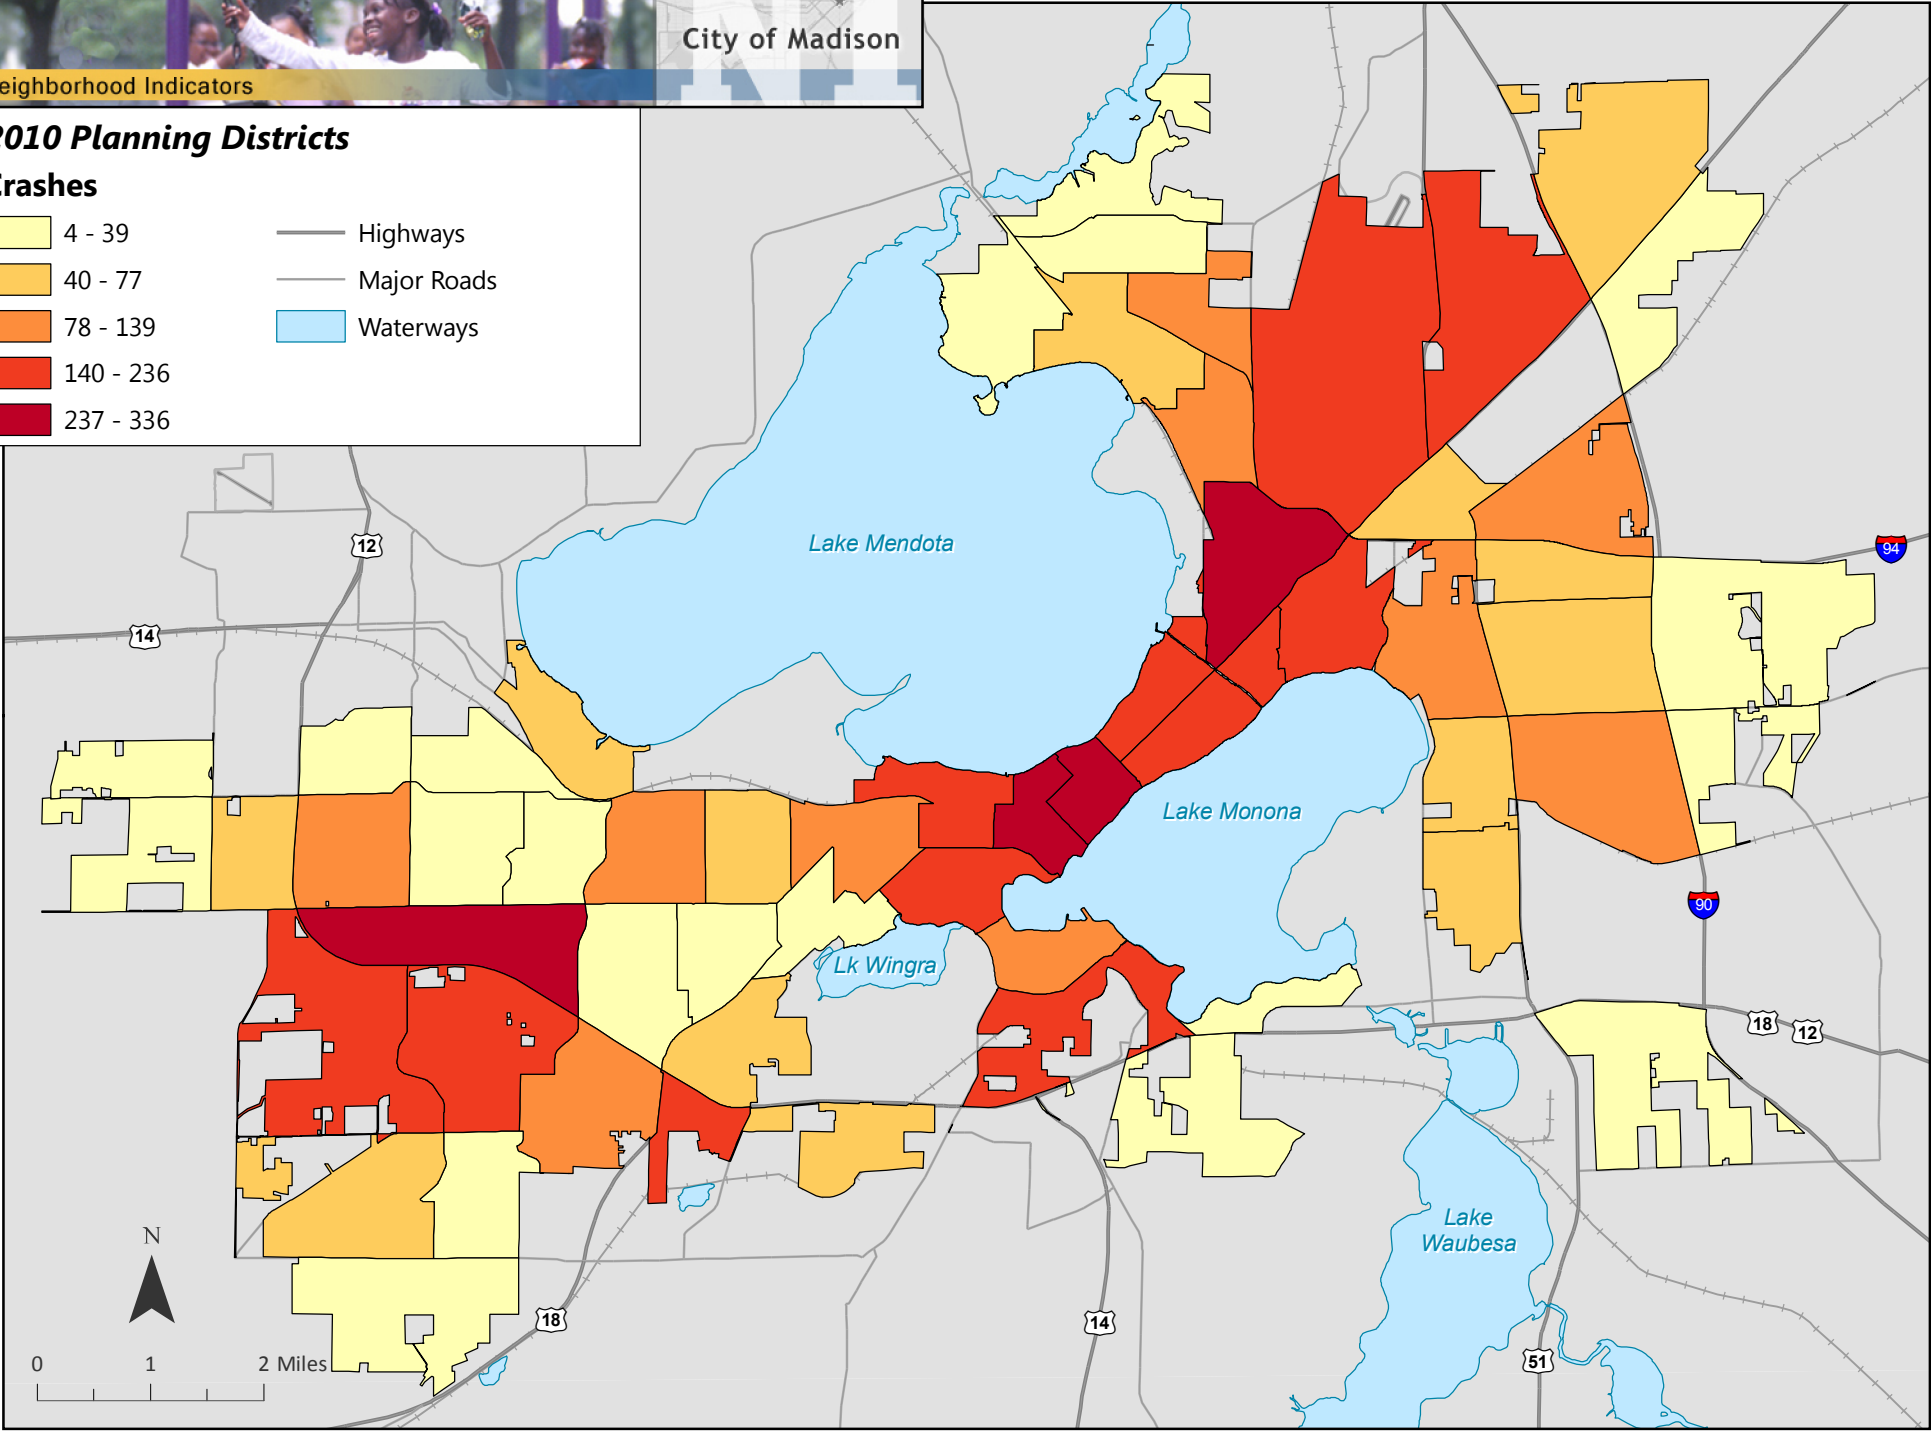 City of Madison
eighborhood Indicators
2010 Planning Districts
Crashes
4 - 39
40 - 77
78 - 139
140 - 236
237 - 336
Highways
Major Roads
Waterways
12
14
94
Lake Mendota
Lake Monona
90
Lk Wingra
18
12
Lake
Waubesa
N
18
14
51
0 1 2 Miles